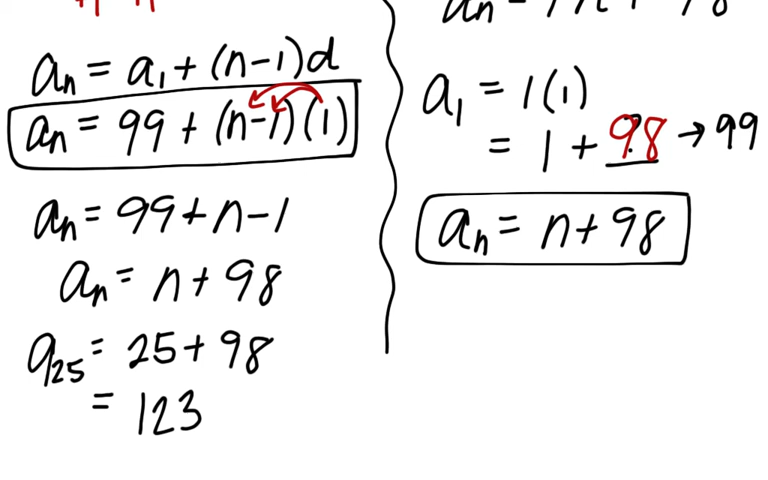 aₙ = a₁ + (n-1)d
aₙ = 99 + (n-1)(1)
aₙ = 99 + n - 1
aₙ = n + 98
a₂₅ = 25 + 98
= 123
a₁ = 1(1)
= 1 + 98 → 99
aₙ = n + 98